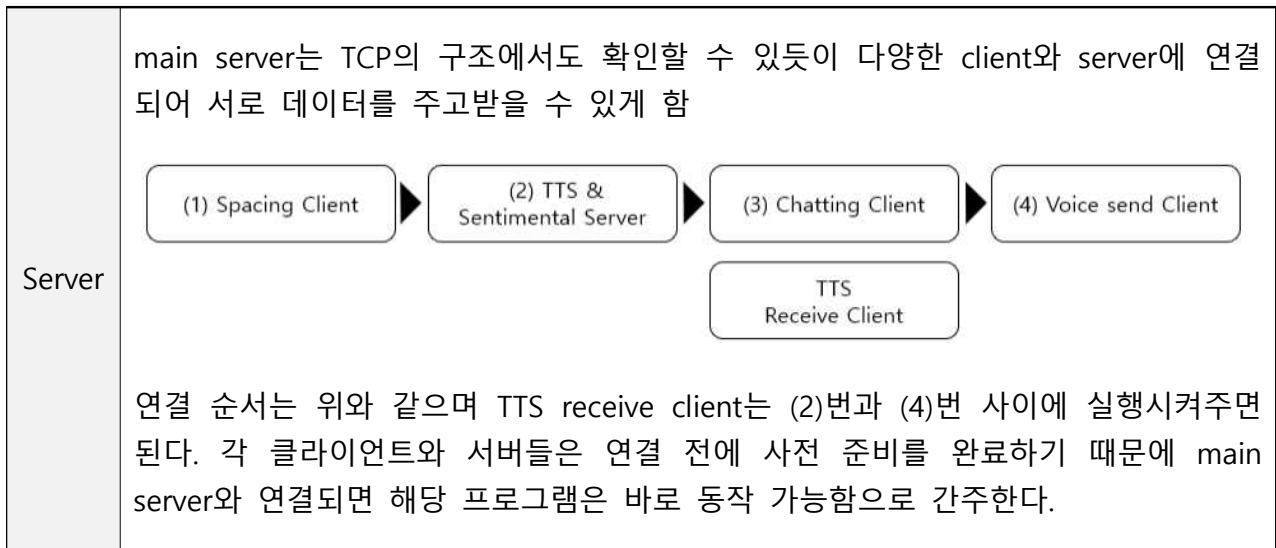 main server는 TCP의 구조에서도 확인할 수 있듯이 다양한 client와 server에 연결
되어 서로 데이터를 주고받을 수 있게 함
(1) Spacing Client
(2) TTS &
Sentimental Server
(3) Chatting Client
(4) Voice send Client
TTS
Receive Client
Server
연결 순서는 위와 같으며 TTS receive client는 (2)번과 (4)번 사이에 실행시켜주면
된다. 각 클라이언트와 서버들은 연결 전에 사전 준비를 완료하기 때문에 main
server와 연결되면 해당 프로그램은 바로 동작 가능함으로 간주한다.